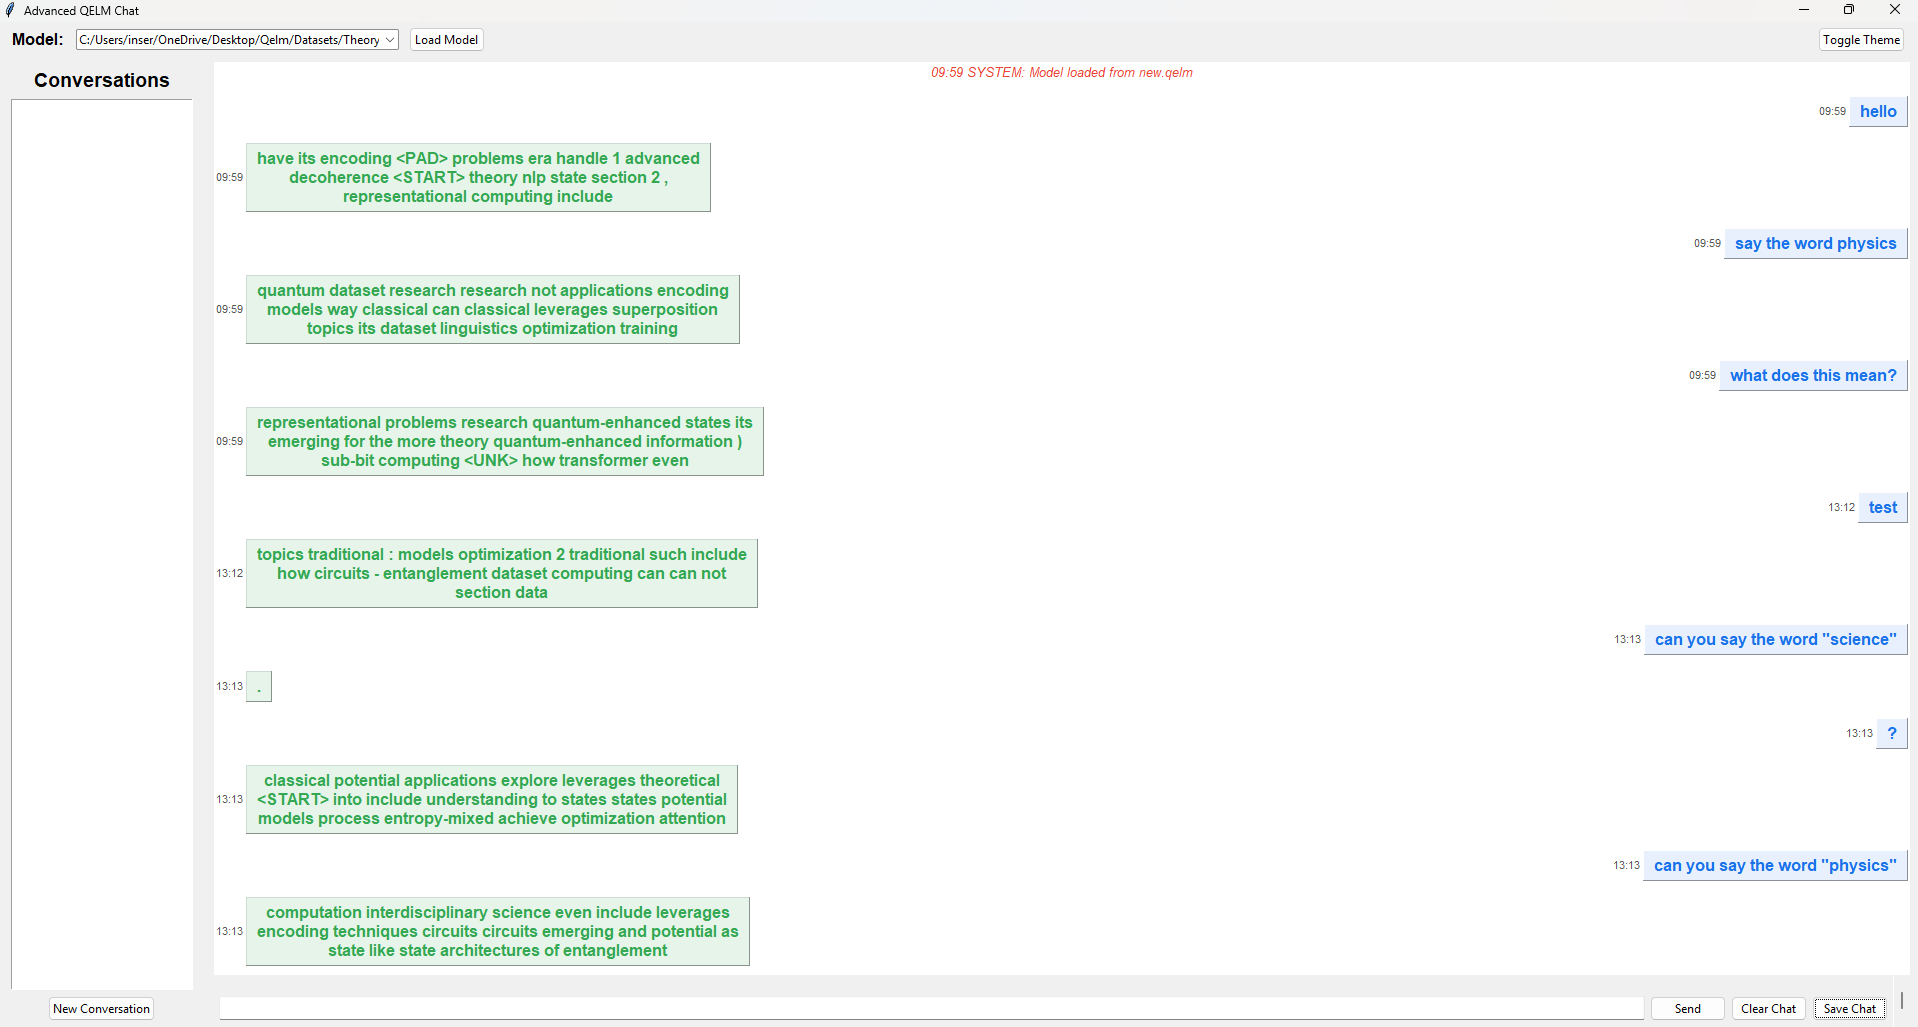 Advanced QELM Chat
Model: C:/Users/inser/OneDrive/Desktop/Qelm/Datasets/Theory Load Model Toggle Theme
Conversations
09:59 SYSTEM: Model loaded from new.qelm
09:59 hello
have its encoding <PAD> problems era handle 1 advanced
09:59 decoherence <START> theory nlp state section 2 ,
representational computing include
09:59 say the word physics
quantum dataset research research not applications encoding
09:59 models way classical can classical leverages superposition
topics its dataset linguistics optimization training
09:59 what does this mean?
representational problems research quantum-enhanced states its
09:59 emerging for the more theory quantum-enhanced information )
sub-bit computing <UNK> how transformer even
13:12 test
topics traditional : models optimization 2 traditional such include
13:12 how circuits - entanglement dataset computing can can not
section data
13:13 can you say the word "science"
13:13 .
13:13 ?
classical potential applications explore leverages theoretical
13:13 <START> into include understanding to states states potential
models process entropy-mixed achieve optimization attention
13:13 can you say the word "physics"
computation interdisciplinary science even include leverages
13:13 encoding techniques circuits circuits emerging and potential as
state like state architectures of entanglement
New Conversation Send Clear Chat Save Chat